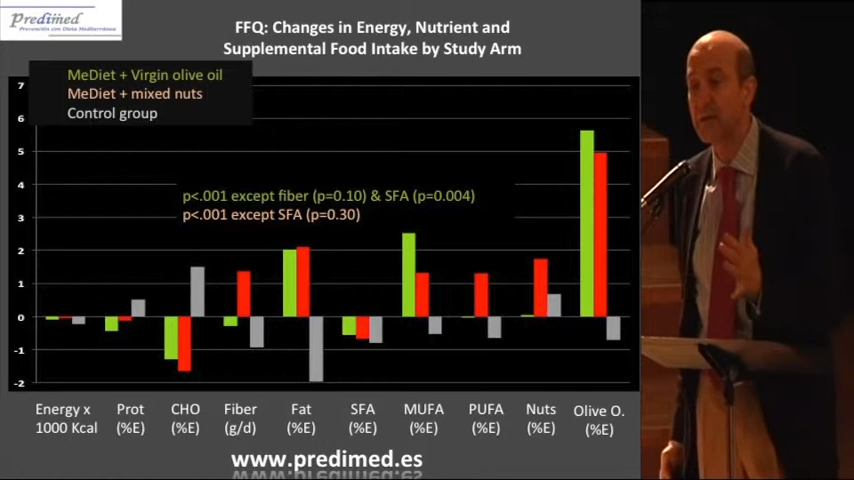 Predimed
Prevención con Dieta Mediterránea
FFQ: Changes in Energy, Nutrient and
Supplemental Food Intake by Study Arm
MeDiet + Virgin olive oil
MeDiet + mixed nuts
Control group
7
6
5
4
3
2
1
0
-1
-2
p<.001 except fiber (p=0.10) & SFA (p=0.004)
p<.001 except SFA (p=0.30)
Energy x
1000 Kcal
Prot
(%E)
CHO
(%E)
Fiber
(g/d)
Fat
(%E)
SFA
(%E)
MUFA
(%E)
PUFA
(%E)
Nuts
(%E)
Olive O.
(%E)
www.predimed.es